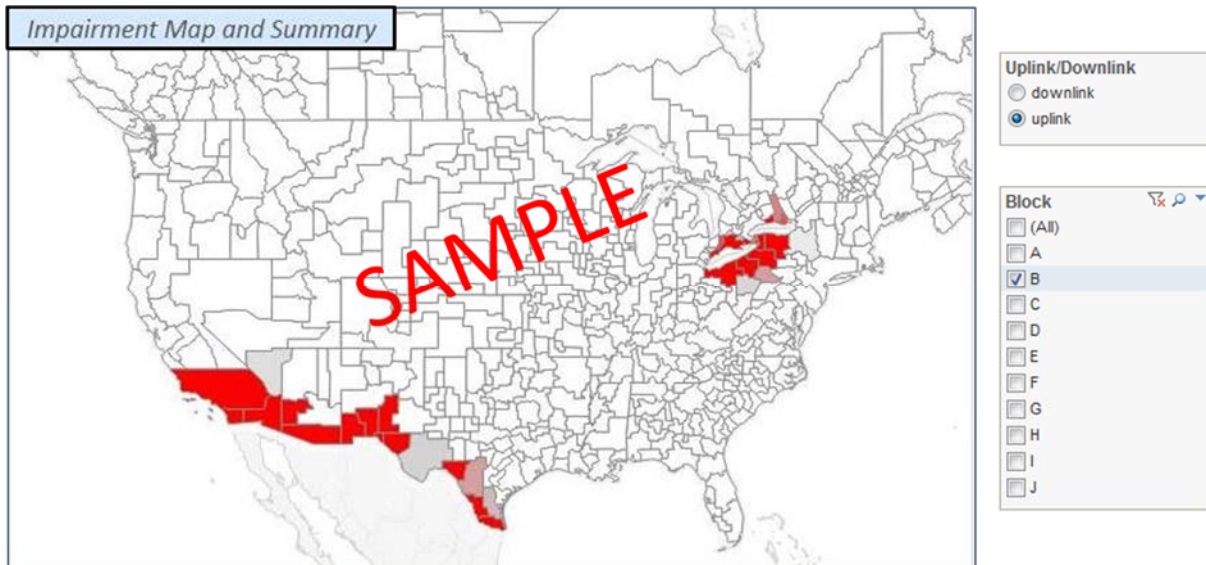 Impairment Map and Summary
SAMPLE
Uplink/Downlink
downlink
uplink
Block
(All)
A
B
C
D
E
F
G
H
I
J